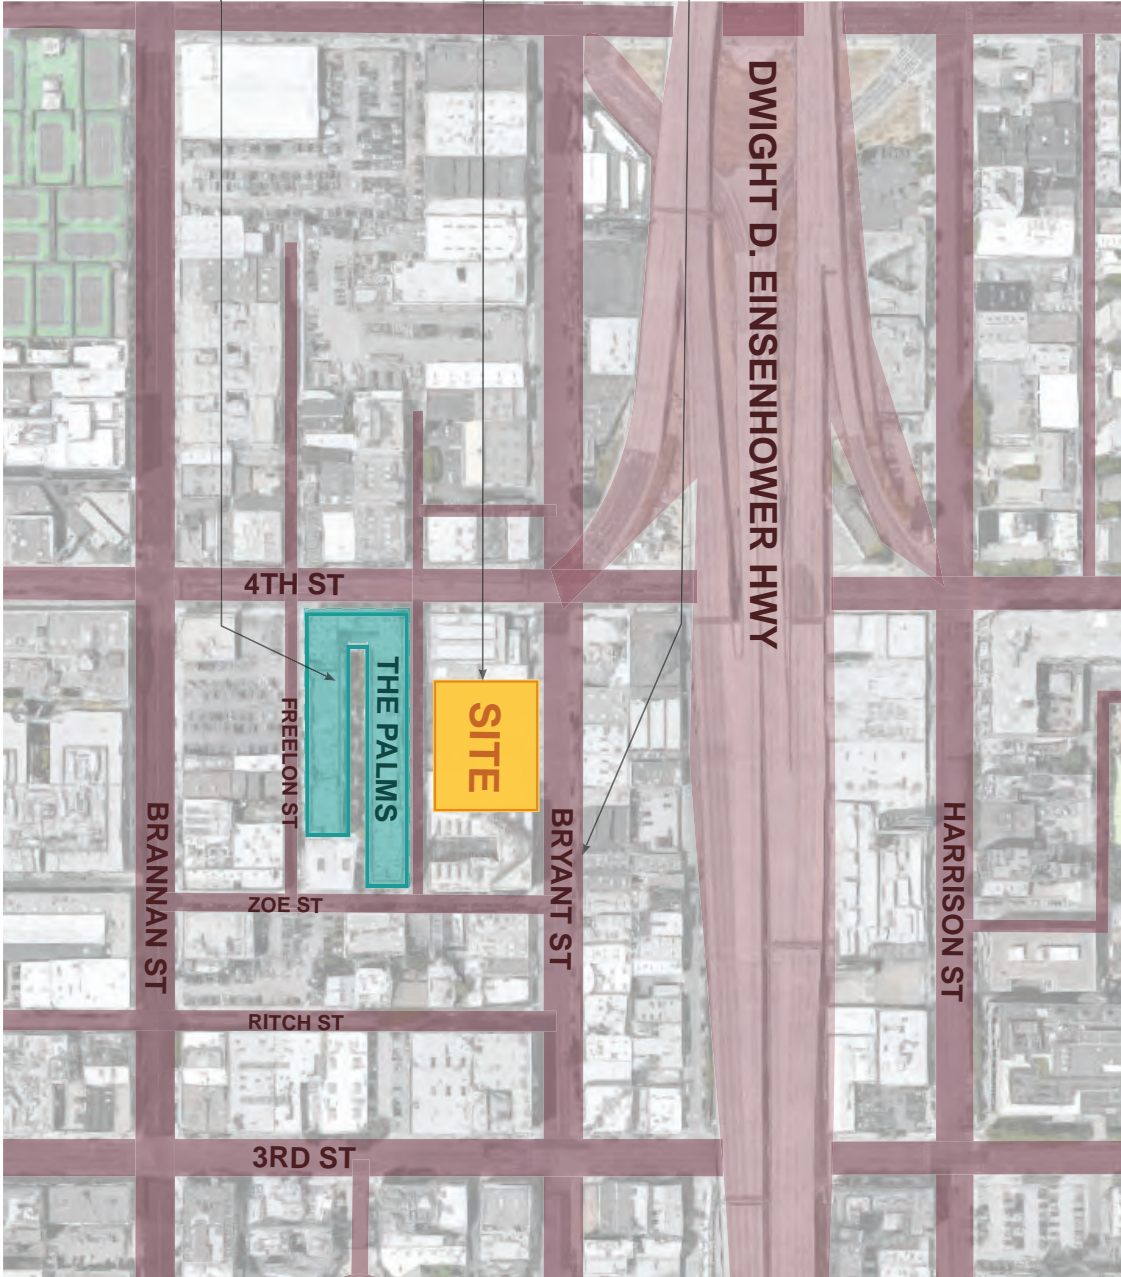 DWIGHT D. EINSENHOWER HWY
4TH ST
THE PALMS
SITE
FREELON ST
BRANNAN ST
BRYANT ST
HARRISON ST
ZOE ST
RITCH ST
3RD ST